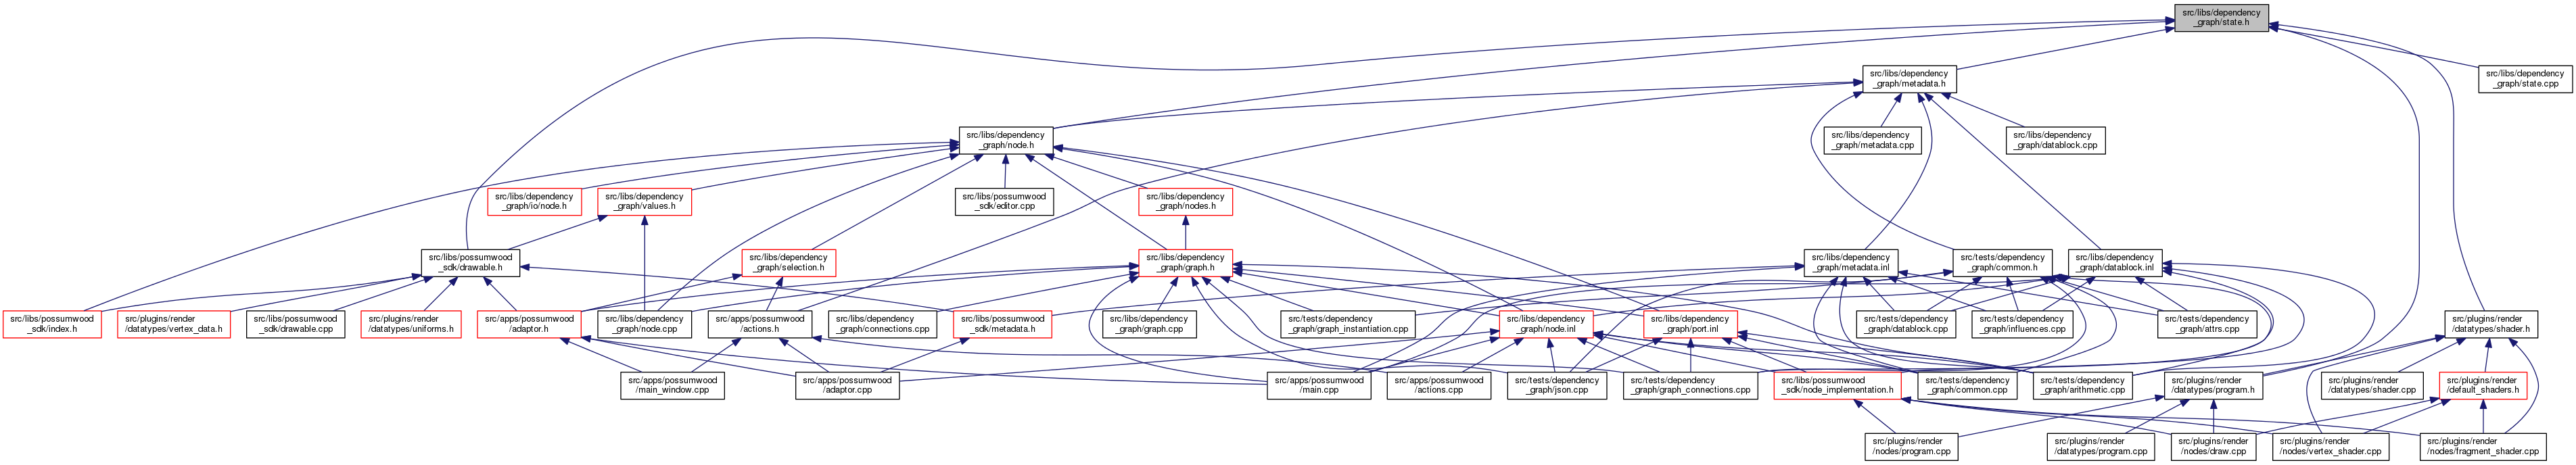 src/libs/dependency
_graph/state.h
src/libs/dependency
_graph/metadata.h
src/libs/dependency
_graph/state.cpp
src/libs/dependency
_graph/node.h
src/libs/dependency
_graph/metadata.cpp
src/libs/dependency
_graph/datablock.cpp
src/libs/dependency
_graph/io/node.h
src/libs/dependency
_graph/values.h
src/libs/possumwood
_sdk/editor.cpp
src/libs/dependency
_graph/nodes.h
src/libs/possumwood
_sdk/drawable.h
src/libs/dependency
_graph/selection.h
src/libs/dependency
_graph/graph.h
src/libs/dependency
_graph/metadata.inl
src/tests/dependency
_graph/common.h
src/libs/dependency
_graph/datablock.inl
src/libs/possumwood
_sdk/index.h
src/plugins/render
/datatypes/vertex_data.h
src/libs/possumwood
_sdk/drawable.cpp
src/plugins/render
/datatypes/uniforms.h
src/apps/possumwood
/adaptor.h
src/libs/dependency
_graph/node.cpp
src/apps/possumwood
/actions.h
src/libs/dependency
_graph/connections.cpp
src/libs/possumwood
_sdk/metadata.h
src/libs/dependency
_graph/graph.cpp
src/libs/dependency
_graph/node.inl
src/tests/dependency
_graph/graph_instantiation.cpp
src/libs/dependency
_graph/port.inl
src/tests/dependency
_graph/datablock.cpp
src/tests/dependency
_graph/influences.cpp
src/tests/dependency
_graph/attrs.cpp
src/plugins/render
/datatypes/shader.h
src/apps/possumwood
/main_window.cpp
src/apps/possumwood
/adaptor.cpp
src/apps/possumwood
/main.cpp
src/apps/possumwood
/actions.cpp
src/tests/dependency
_graph/json.cpp
src/tests/dependency
_graph/graph_connections.cpp
src/libs/possumwood
_sdk/node_implementation.h
src/tests/dependency
_graph/common.cpp
src/tests/dependency
_graph/arithmetic.cpp
src/plugins/render
/datatypes/program.h
src/plugins/render
/datatypes/shader.cpp
src/plugins/render
/default_shaders.h
src/plugins/render
/nodes/program.cpp
src/plugins/render
/datatypes/program.cpp
src/plugins/render
/nodes/draw.cpp
src/plugins/render
/nodes/vertex_shader.cpp
src/plugins/render
/nodes/fragment_shader.cpp